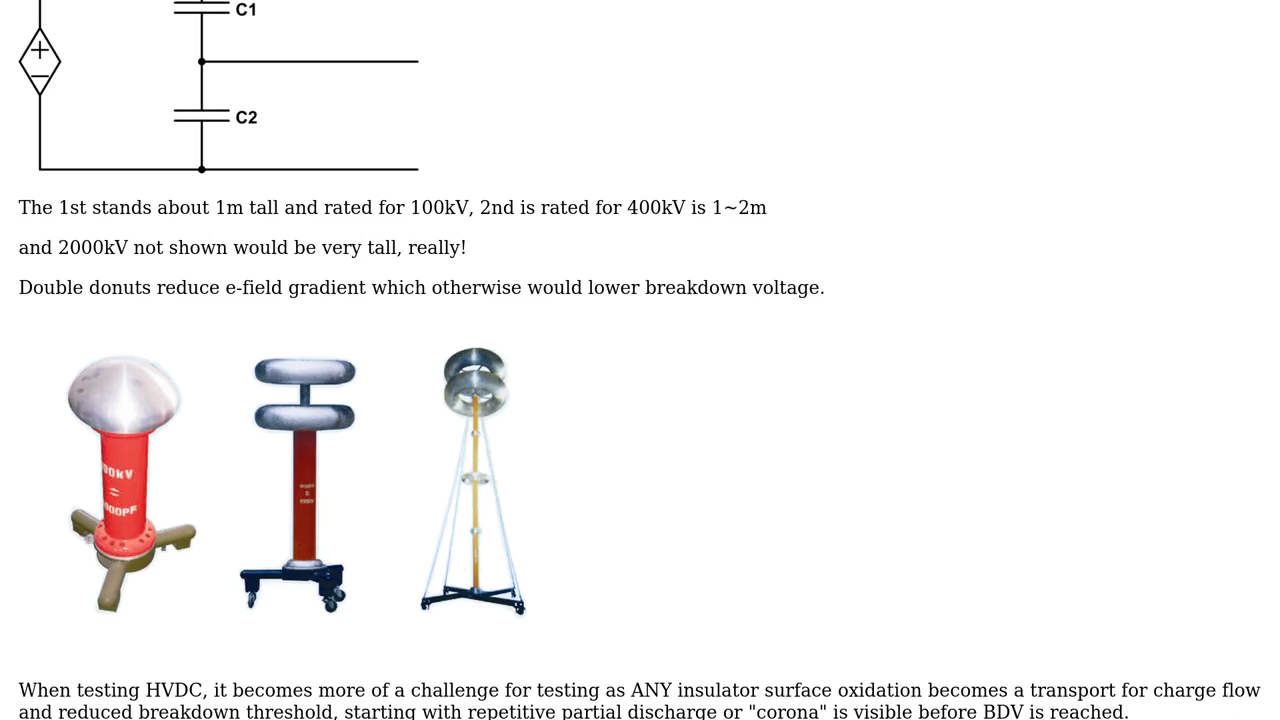 C1
+
−
C2
The 1st stands about 1m tall and rated for 100kV, 2nd is rated for 400kV is 1~2m
and 2000kV not shown would be very tall, really!
Double donuts reduce e-field gradient which otherwise would lower breakdown voltage.
00kV
=
000PF
When testing HVDC, it becomes more of a challenge for testing as ANY insulator surface oxidation becomes a transport for charge flow
and reduced breakdown threshold, starting with repetitive partial discharge or "corona" is visible before BDV is reached.